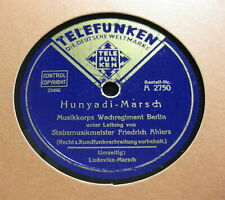 TELEFUNKEN
DIE DEUTSCHE WELTMARKE
TELE
FUN
KEN
CONTROL
COPYRIGHT
23496
Bestell-Nr.
A 2750
Hunyadi-Marsch
Musikkorps Wachregiment Berlin
unter Leitung von
Stabsmusikmeister Friedrich Ahlers
(Recht z. Rundfunkverbreitung vorbehalt.)
Umseitig:
Ludovika-Marsch